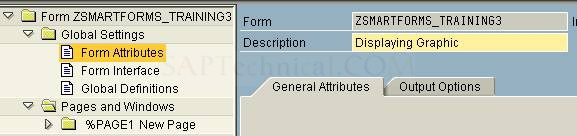 Form ZSMARTFORMS_TRAINING3
Global Settings
Form Attributes
Form Interface
Global Definitions
Pages and Windows
%PAGE1 New Page
Form ZSMARTFORMS_TRAINING3
Description Displaying Graphic
General Attributes Output Options
SAPTechnical.COM